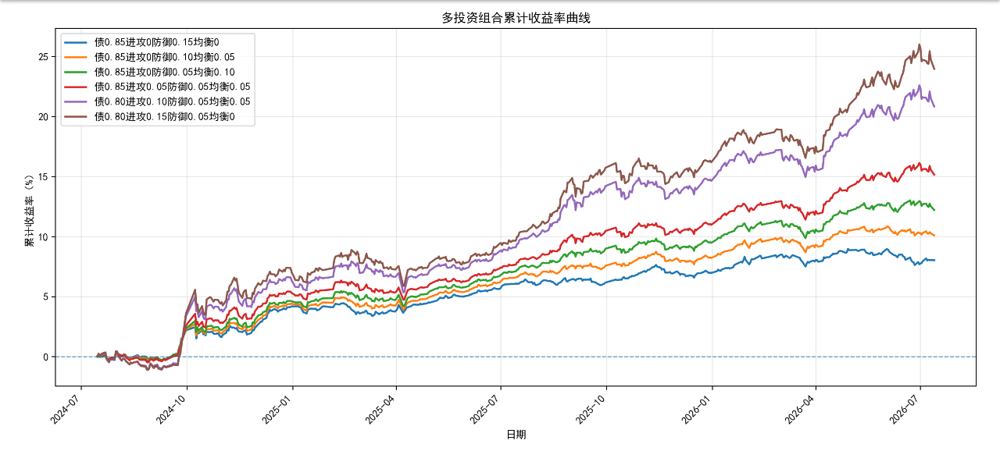 多投资组合累计收益率曲线
债0.85进攻0防御0.15均衡0
债0.85进攻0防御0.10均衡0.05
债0.85进攻0防御0.05均衡0.10
债0.85进攻0.05防御0.05均衡0.05
债0.80进攻0.10防御0.05均衡0.05
债0.80进攻0.15防御0.05均衡0
累计收益率 (%)
25
20
15
10
5
0
2024-07
2024-10
2025-01
2025-04
2025-07
2025-10
2026-01
2026-04
2026-07
日期